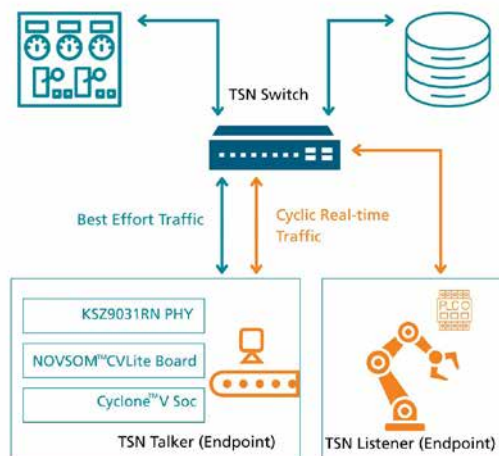 TSN Switch
Best Effort Traffic
Cyclic Real-time
Traffic
KSZ9031RN PHY
NOVSOM™CVLite Board
Cyclone™V Soc
PLC
TSN Talker (Endpoint)
TSN Listener (Endpoint)